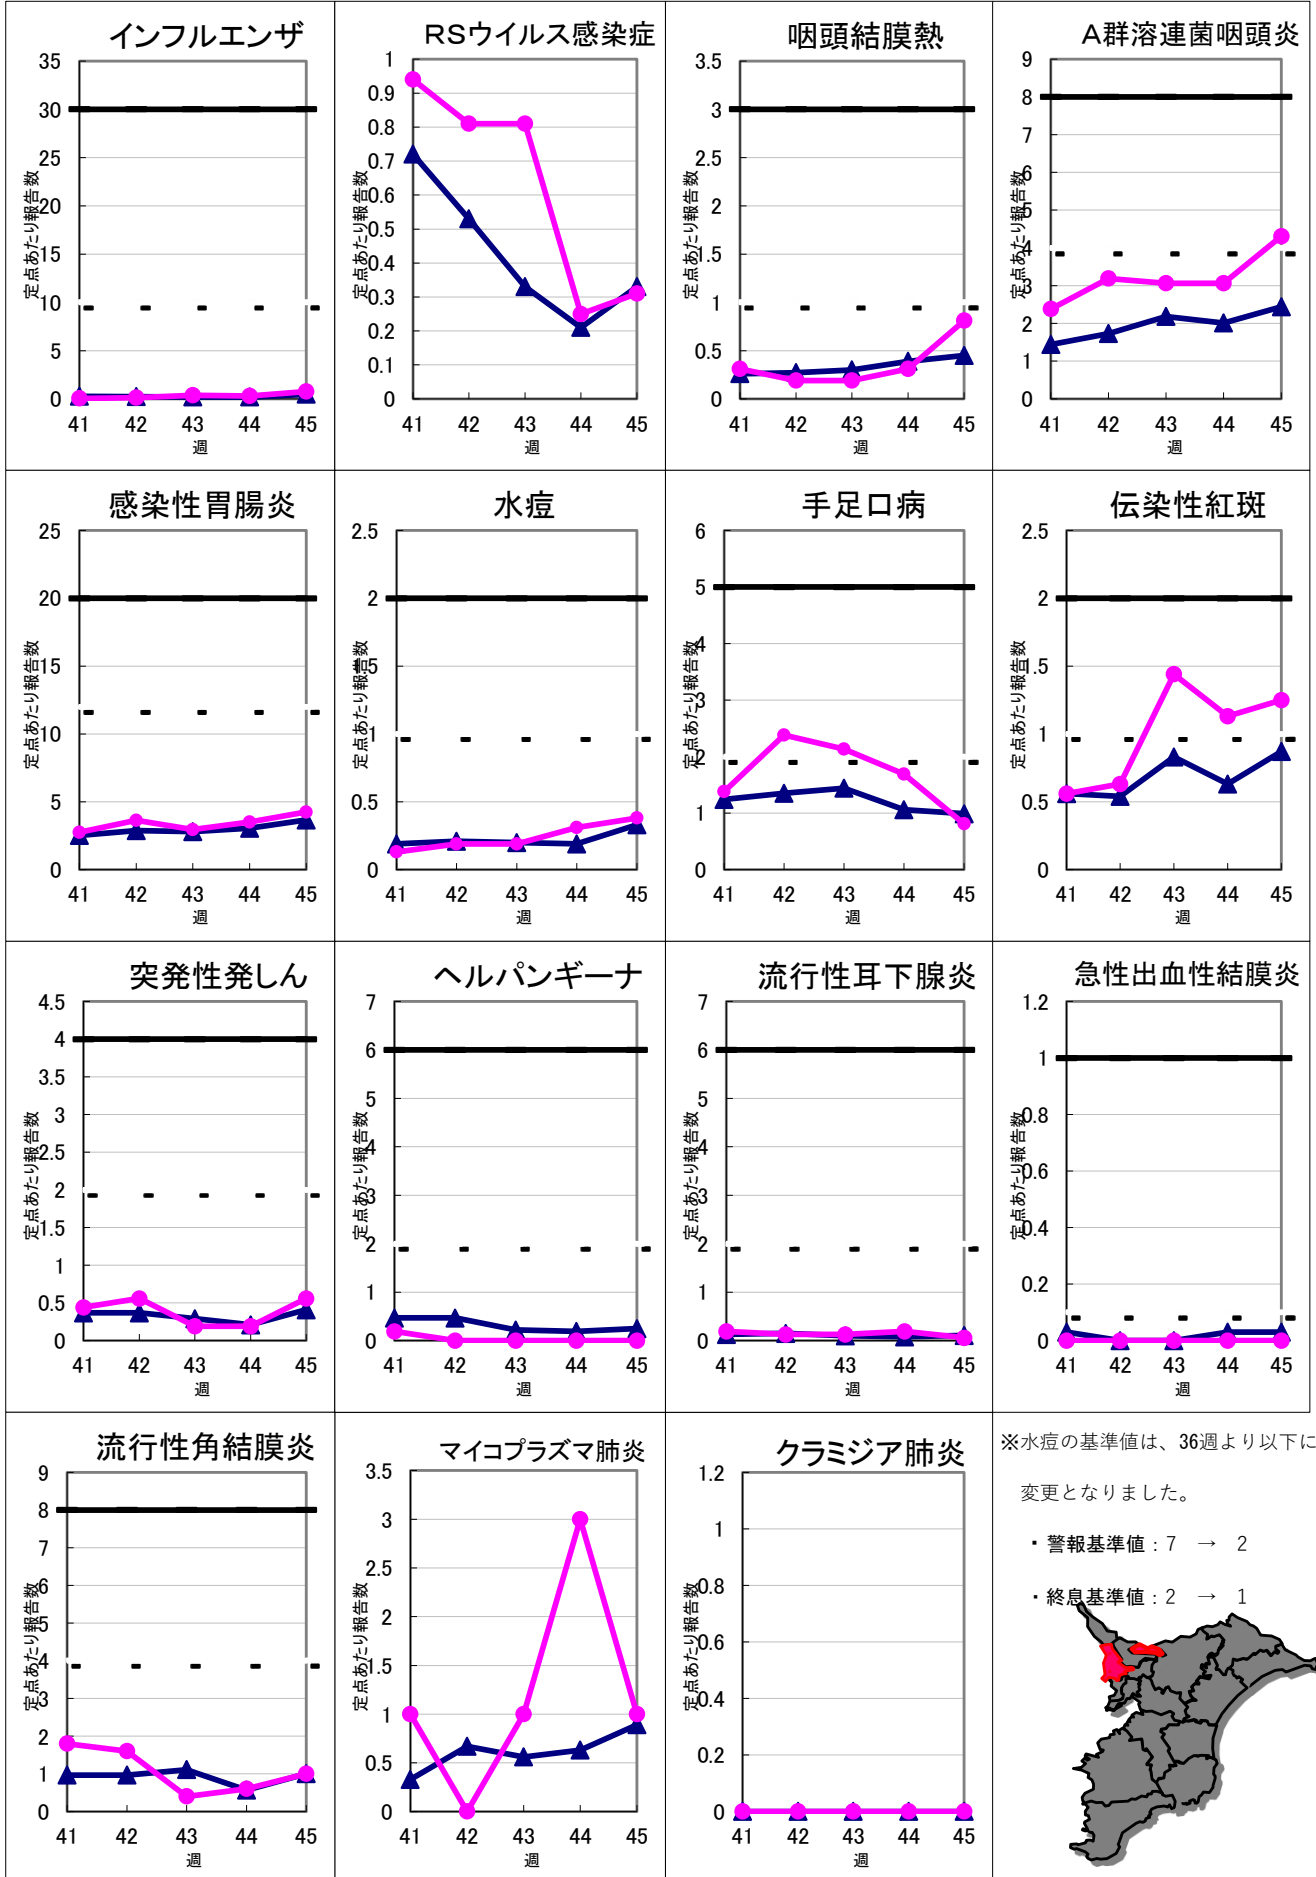 インフルエンザ
35
30
25
20
15
10
5
0
定点あたり報告数
41 42 43 44 45
週
RSウイルス感染症
1
0.9
0.8
0.7
0.6
0.5
0.4
0.3
0.2
0.1
0
定点あたり報告数
41 42 43 44 45
週
咽頭結膜熱
3.5
3
2.5
2
1.5
1
0.5
0
定点あたり報告数
41 42 43 44 45
週
A群溶連菌咽頭炎
9
8
7
6
5
4
3
2
1
0
定点あたり報告数
41 42 43 44 45
週
感染性胃腸炎
25
20
15
10
5
0
定点あたり報告数
41 42 43 44 45
週
水痘
2.5
2
1.5
1
0.5
0
定点あたり報告数
41 42 43 44 45
週
手足口病
6
5
4
3
2
1
0
定点あたり報告数
41 42 43 44 45
週
伝染性紅斑
2.5
2
1.5
1
0.5
0
定点あたり報告数
41 42 43 44 45
週
突発性発しん
4.5
4
3.5
3
2.5
2
1.5
1
0.5
0
定点あたり報告数
41 42 43 44 45
週
ヘルパンギーナ
7
6
5
4
3
2
1
0
定点あたり報告数
41 42 43 44 45
週
流行性耳下腺炎
7
6
5
4
3
2
1
0
定点あたり報告数
41 42 43 44 45
週
急性出血性結膜炎
1.2
1
0.8
0.6
0.4
0.2
0
定点あたり報告数
41 42 43 44 45
週
流行性角結膜炎
9
8
7
6
5
4
3
2
1
0
定点あたり報告数
41 42 43 44 45
週
マイコプラズマ肺炎
3.5
3
2.5
2
1.5
1
0.5
0
定点あたり報告数
41 42 43 44 45
週
クラミジア肺炎
1.2
1
0.8
0.6
0.4
0.2
0
定点あたり報告数
41 42 43 44 45
週
※水痘の基準値は、36週より以下に
変更となりました。
・警報基準値：7 → 2
・終息基準値：2 → 1